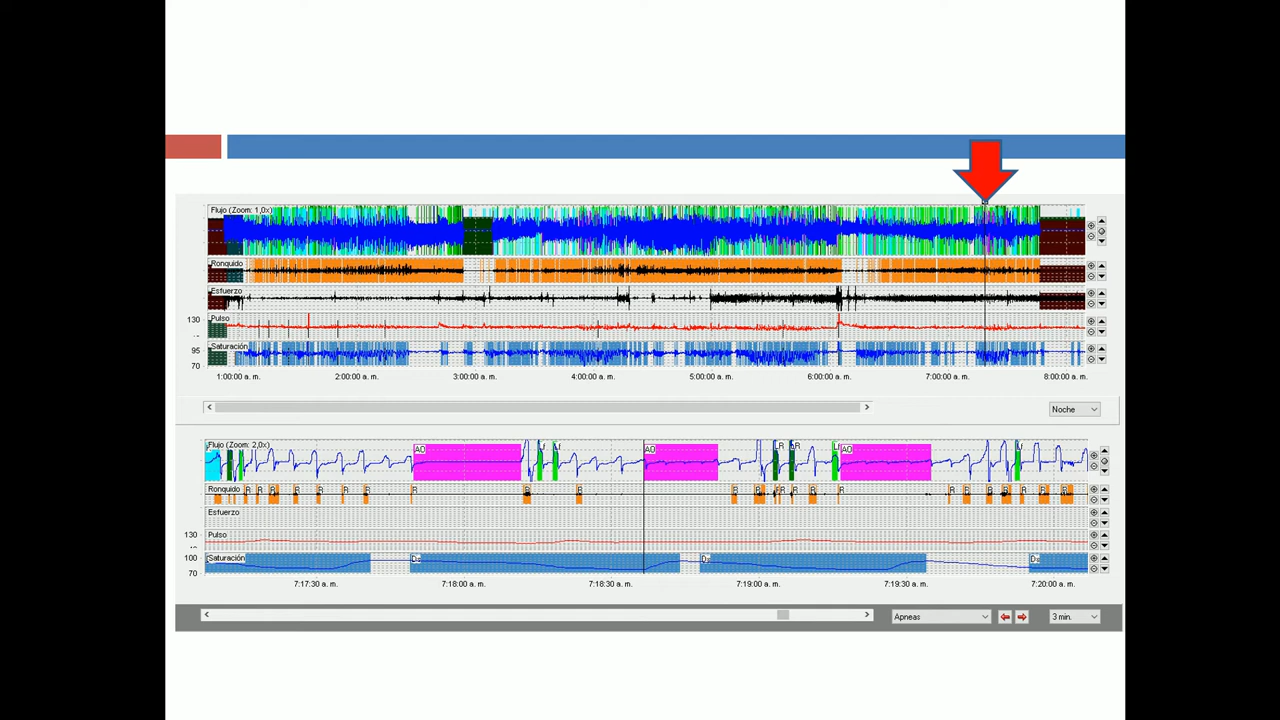 Flujo (Zoom: 1,0x)
Ronquido
Esfuerzo
Pulso
130
Saturación
95
70
1:00:00 a. m. 2:00:00 a. m. 3:00:00 a. m. 4:00:00 a. m. 5:00:00 a. m. 6:00:00 a. m. 7:00:00 a. m. 8:00:00 a. m.
Noche
Flujo (Zoom: 2,0x)
AO AO AO
Ronquido
R R R R R R R R R R R R R R R R R R R R R R
Esfuerzo
Pulso
130
Saturación
100
70
7:17:30 a. m. 7:18:00 a. m. 7:18:30 a. m. 7:19:00 a. m. 7:19:30 a. m. 7:20:00 a. m.
Apneas 3 min.